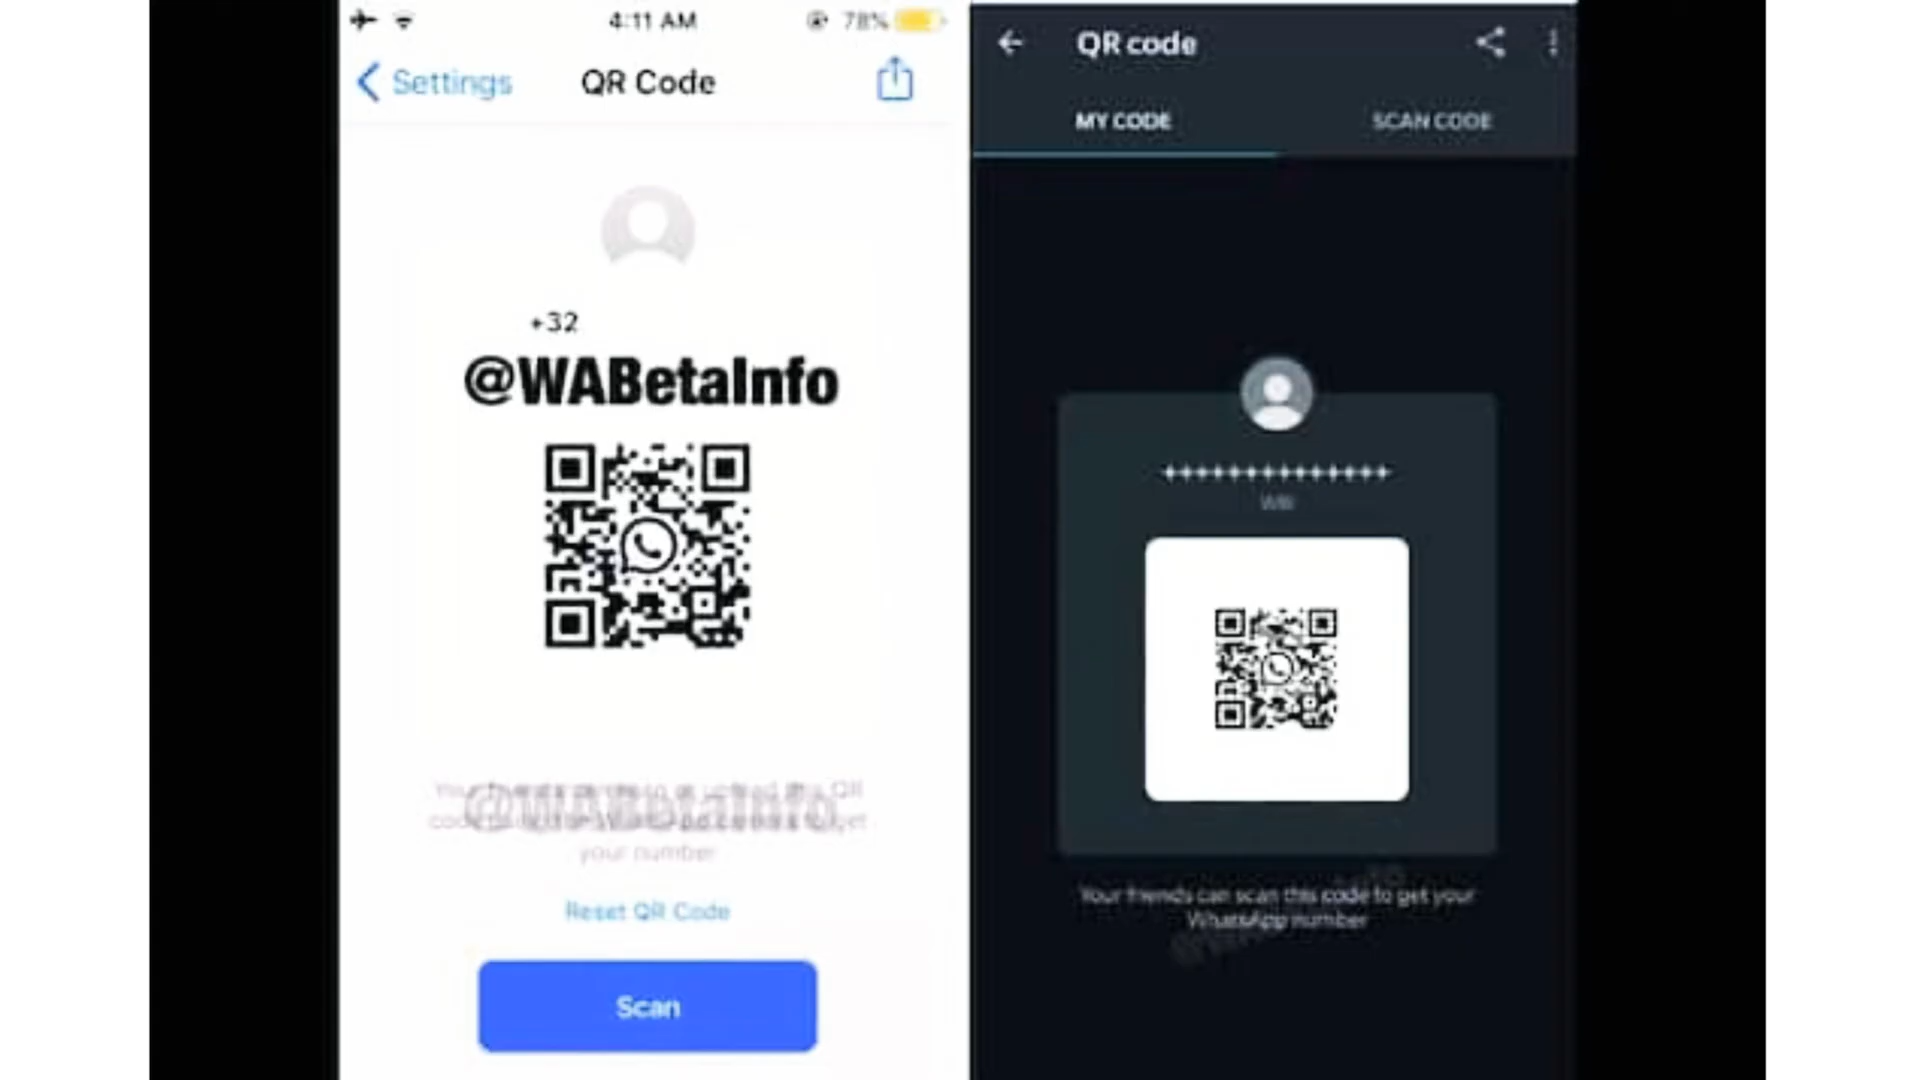 4:11 AM
78%
Settings
QR Code
+32
@WABetaInfo
@WABetaInfo
your number
Reset QR Code
Scan
QR code
MY CODE
SCAN CODE
++++++++++++++
Your friends can scan this code to get your
WhatsApp number